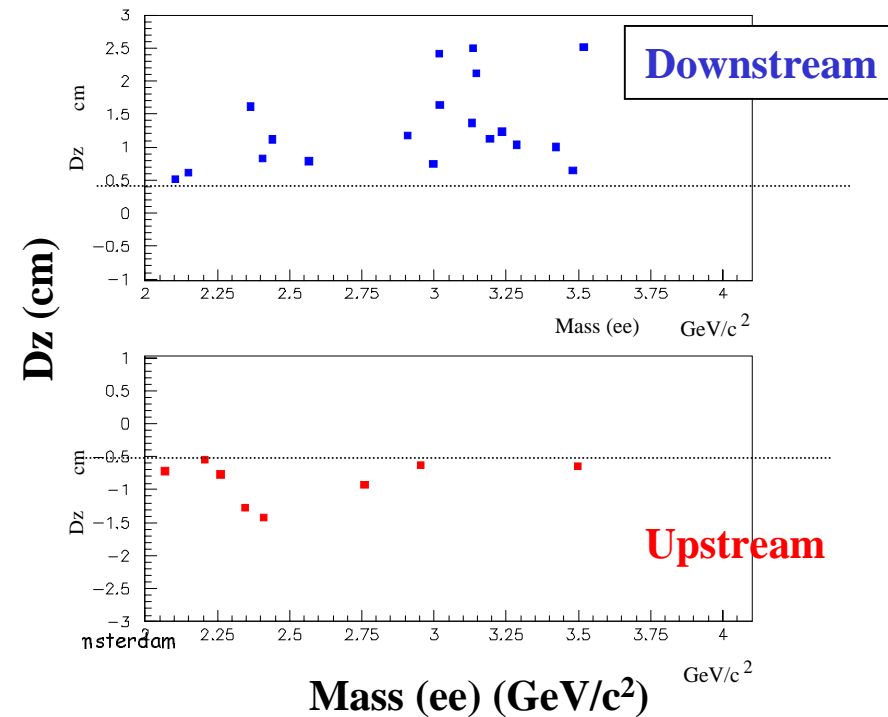 Dz (cm)
Dz cm
3
2.5
2
1.5
1
0.5
0
−0.5
−1
2 2.25 2.5 2.75 3 3.25 3.5 3.75 4
Mass (ee) GeV/c²
Downstream
Dz cm
1
0.5
0
−0.5
−1
−1.5
−2
−2.5
−3
2 2.25 2.5 2.75 3 3.25 3.5 3.75 4
Upstream
nsterdam
GeV/c²
Mass (ee) (GeV/c²)